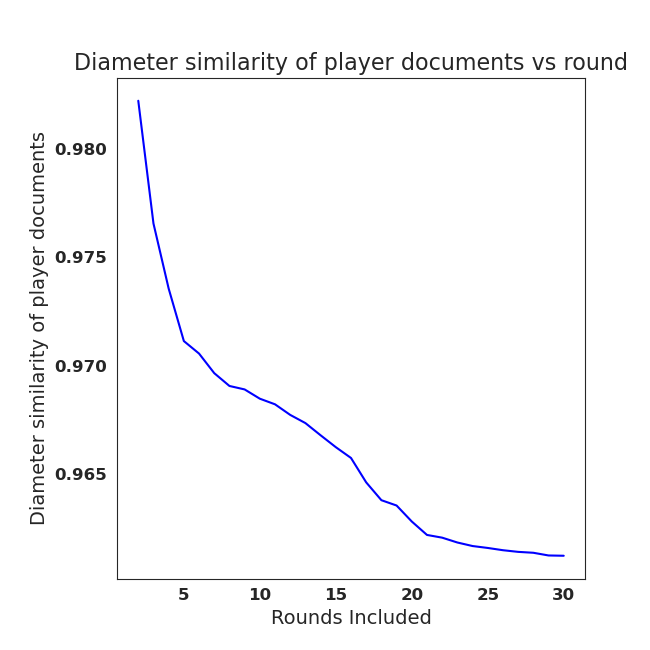 Diameter similarity of player documents vs round
Diameter similarity of player documents
0.980
0.975
0.970
0.965
5 10 15 20 25 30
Rounds Included